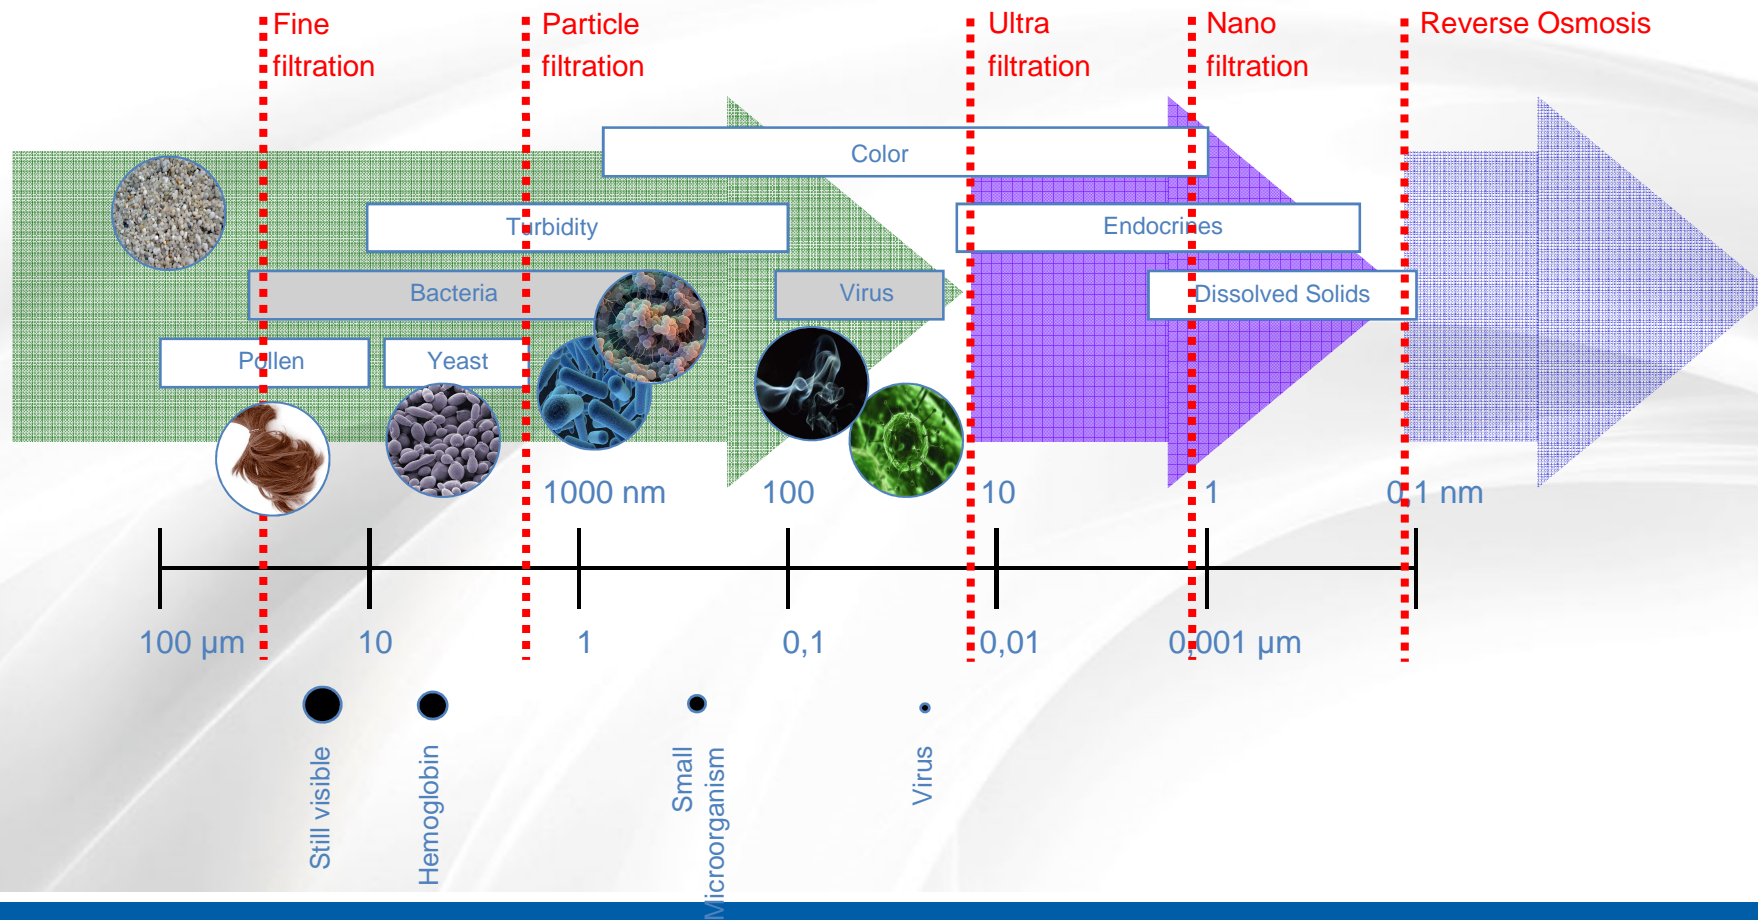 Fine
filtration
Particle
filtration
Ultra
filtration
Nano
filtration
Reverse Osmosis
Color
Turbidity
Endocrines
Bacteria
Virus
Dissolved Solids
Pollen
Yeast
1000 nm
100
10
1
0,1 nm
100 µm
10
1
0,1
0,01
0,001 µm
Still visible
Hemoglobin
Small
Microorganism
Virus